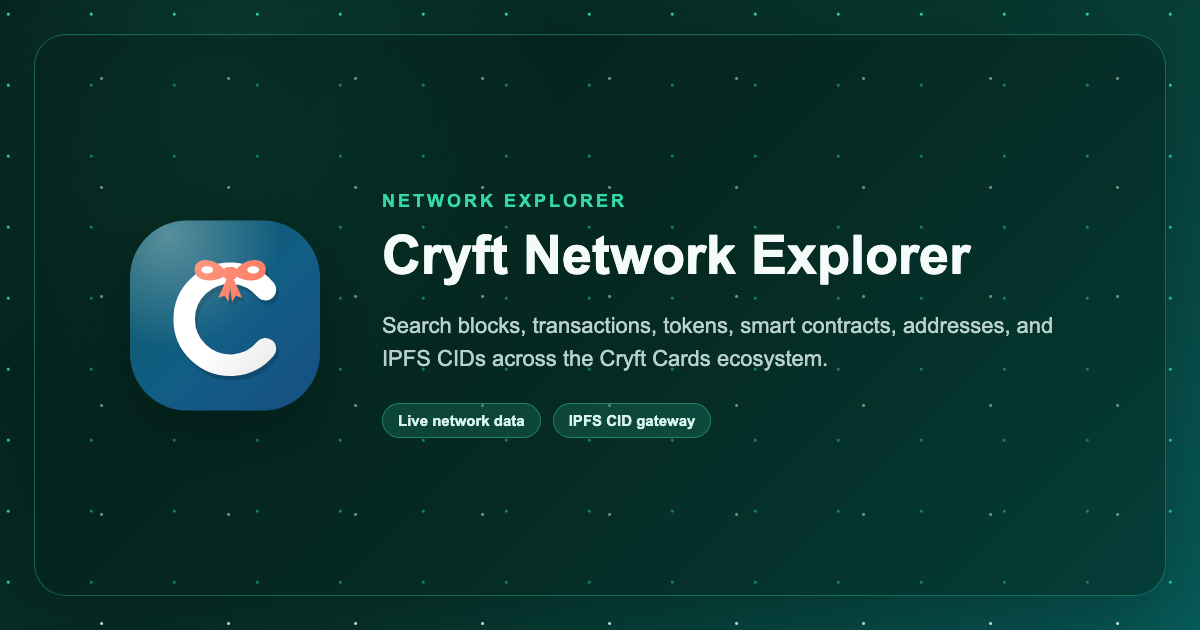 NETWORK EXPLORER
Cryft Network Explorer
Search blocks, transactions, tokens, smart contracts, addresses, and
IPFS CIDs across the Cryft Cards ecosystem.
Live network data
IPFS CID gateway